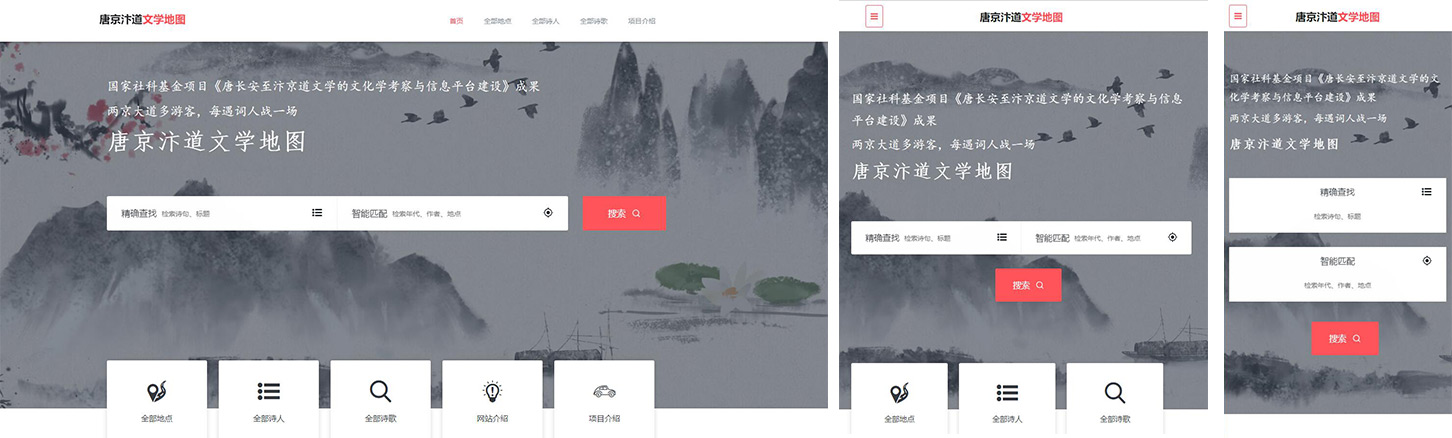 唐京汴道文学地图
首页 全部地点 全部诗人 全部诗歌 项目介绍
国家社科基金项目《唐长安至汴京道文学的文化学考察与信息平台建设》成果
两京大道多游客，每遇词人战一场
唐京汴道文学地图
精确查找 检索诗句、标题
智能匹配 检索年代、作者、地点
搜索
全部地点
全部诗人
全部诗歌
网站介绍
项目介绍
唐京汴道文学地图
国家社科基金项目《唐长安至汴京道文学的文化学考察与信息
平台建设》成果
两京大道多游客，每遇词人战一场
唐京汴道文学地图
精确查找 检索诗句、标题
智能匹配 检索年代、作者、地点
搜索
全部地点
全部诗人
全部诗歌
唐京汴道文学地图
国家社科基金项目《唐长安至汴京道文学的文
化学考察与信息平台建设》成果
两京大道多游客，每遇词人战一场
唐京汴道文学地图
精确查找
检索诗句、标题
智能匹配
检索年代、作者、地点
搜索